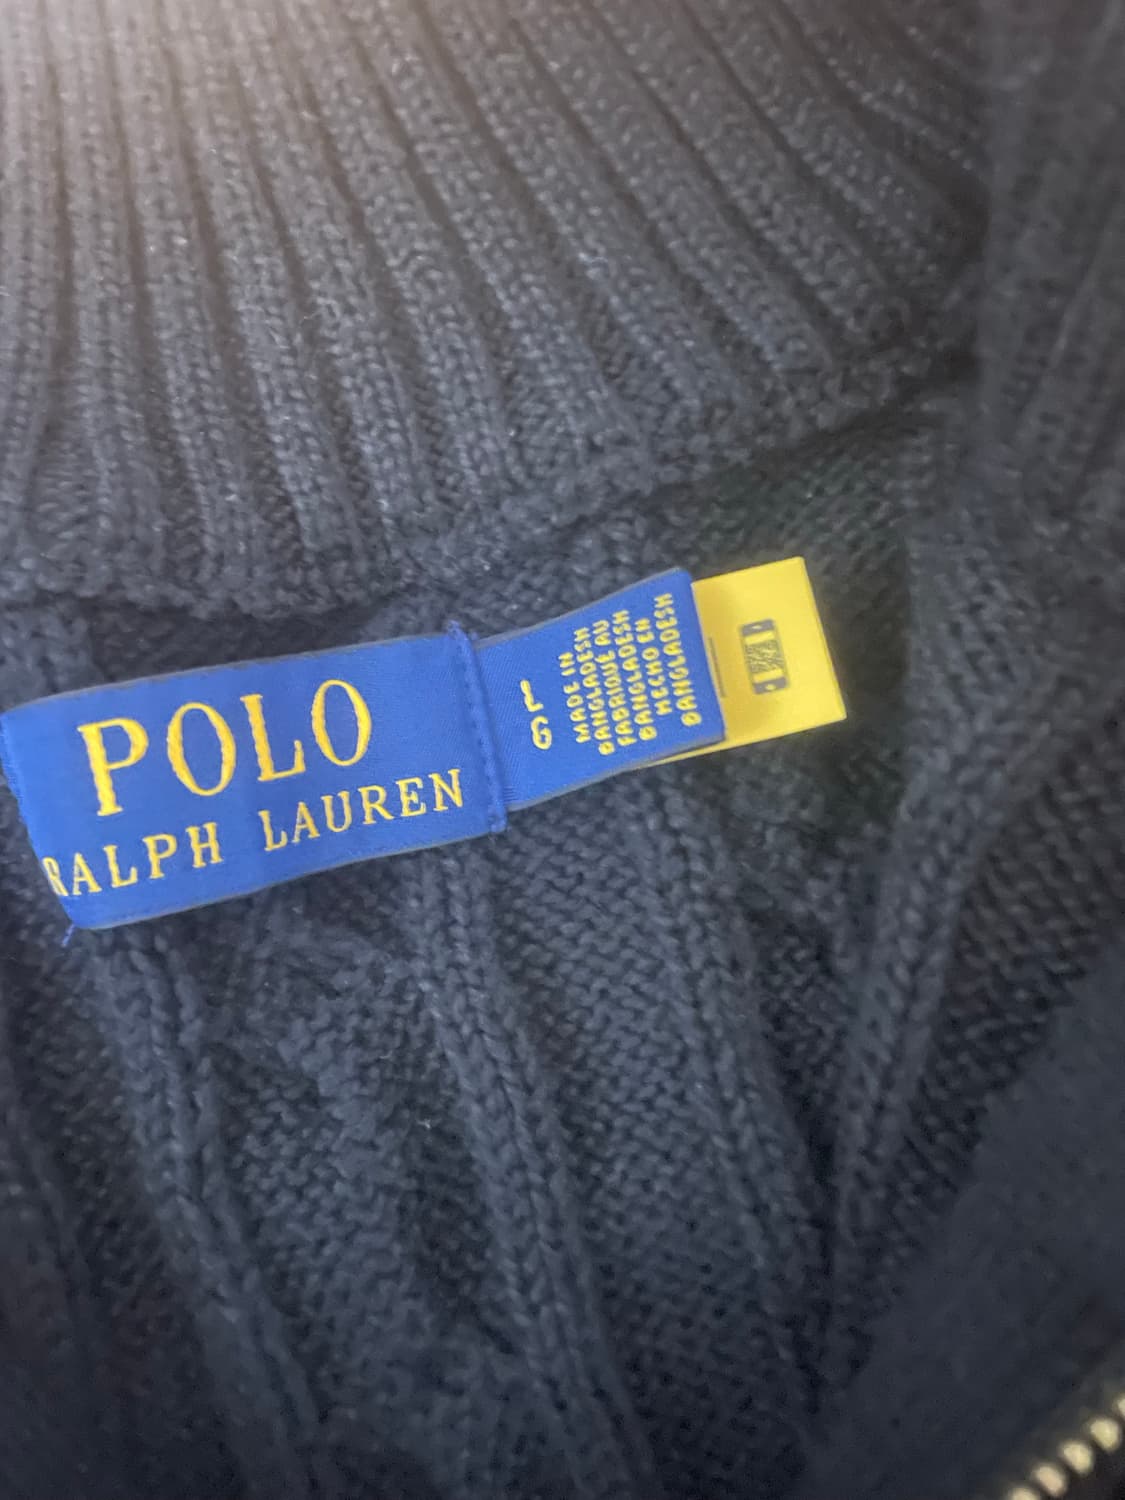 POLO
RALPH LAUREN
L
G
MADE IN
BANGLADESH
FABRIQUÉ AU
BANGLADESH
HECHO EN
BANGLADESH